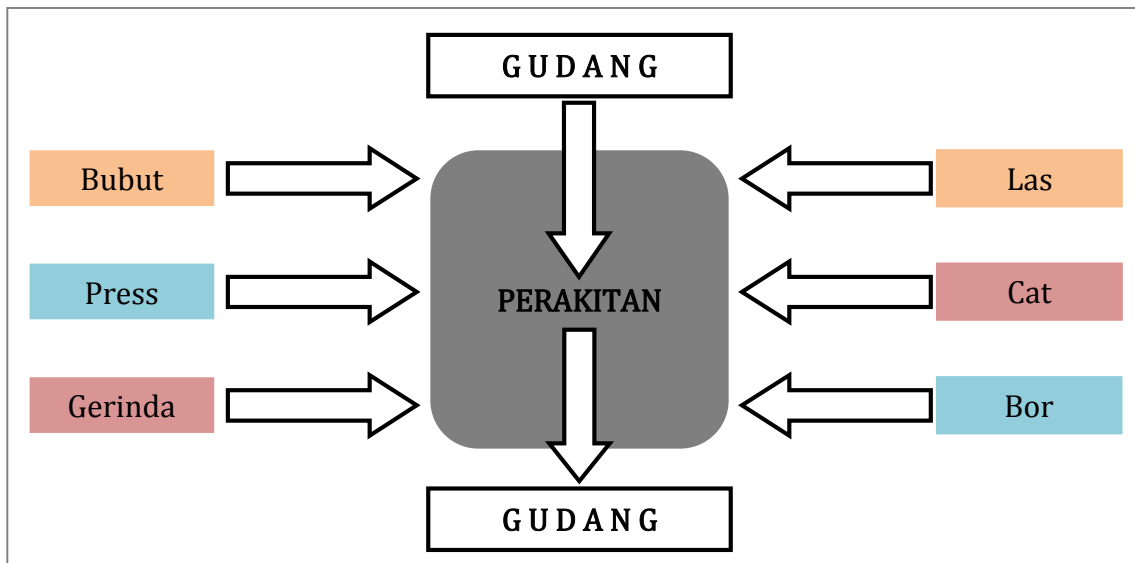 GUDANG
Bubut
Las
Press
PERAKITAN
Cat
Gerinda
Bor
GUDANG